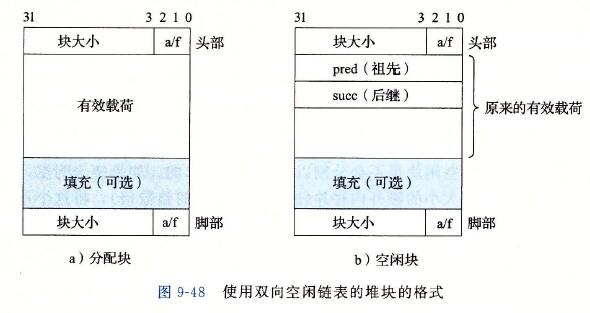 31 3 2 1 0
块大小 a/f 头部
有效载荷
填充（可选）
块大小 a/f 脚部
a）分配块
31 3 2 1 0
块大小 a/f 头部
pred（祖先）
succ（后继）
原来的有效载荷
填充（可选）
块大小 a/f 脚部
b）空闲块
图 9-48 使用双向空闲链表的堆块的格式